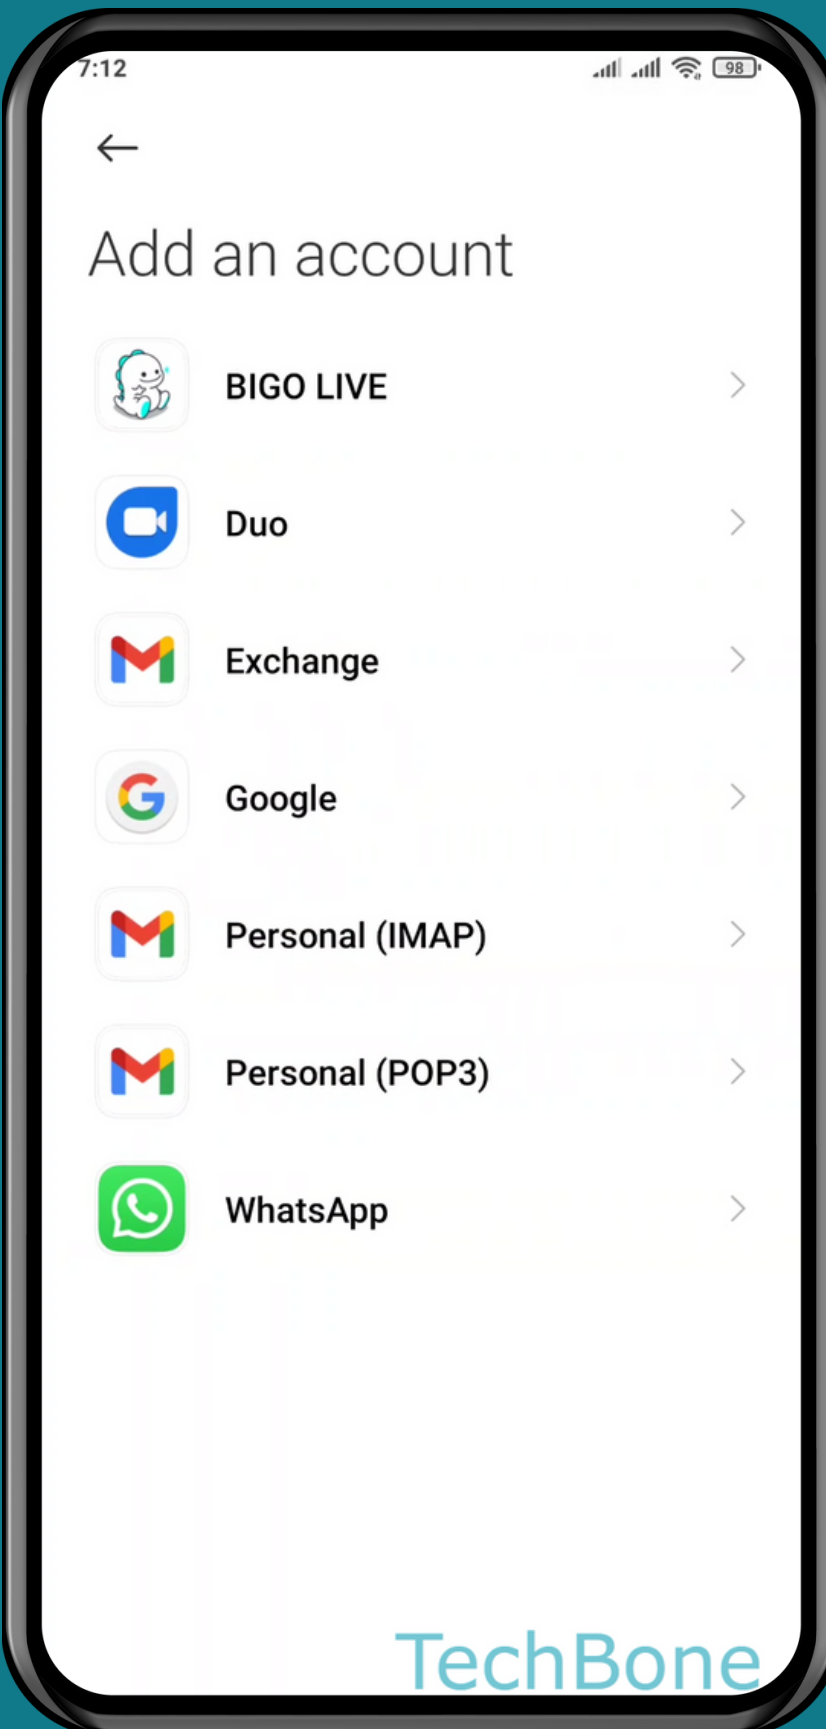 7:12
98
Add an account
BIGO LIVE
Duo
Exchange
Google
Personal (IMAP)
Personal (POP3)
WhatsApp
TechBone